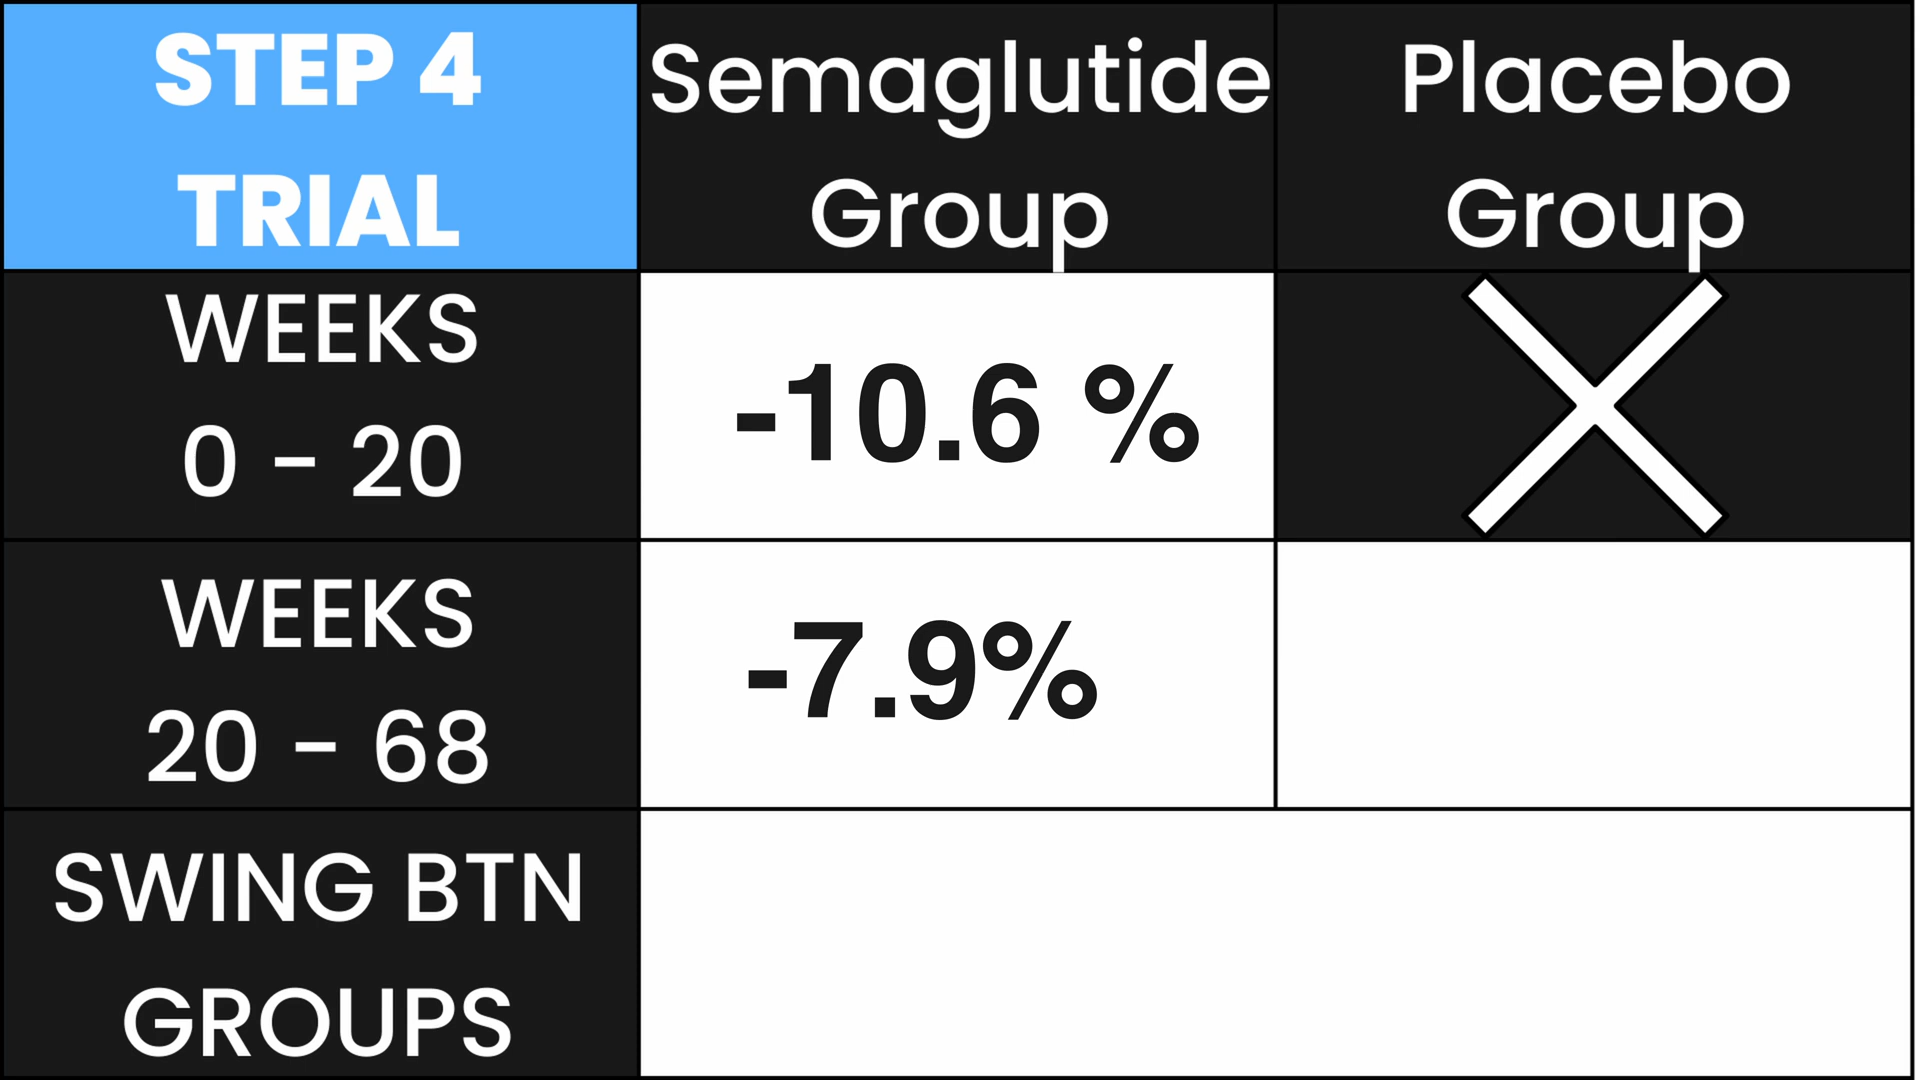 STEP 4
TRIAL
Semaglutide
Group
Placebo
Group
WEEKS
0 - 20
-10.6 %
WEEKS
20 - 68
-7.9%
SWING BTN
GROUPS